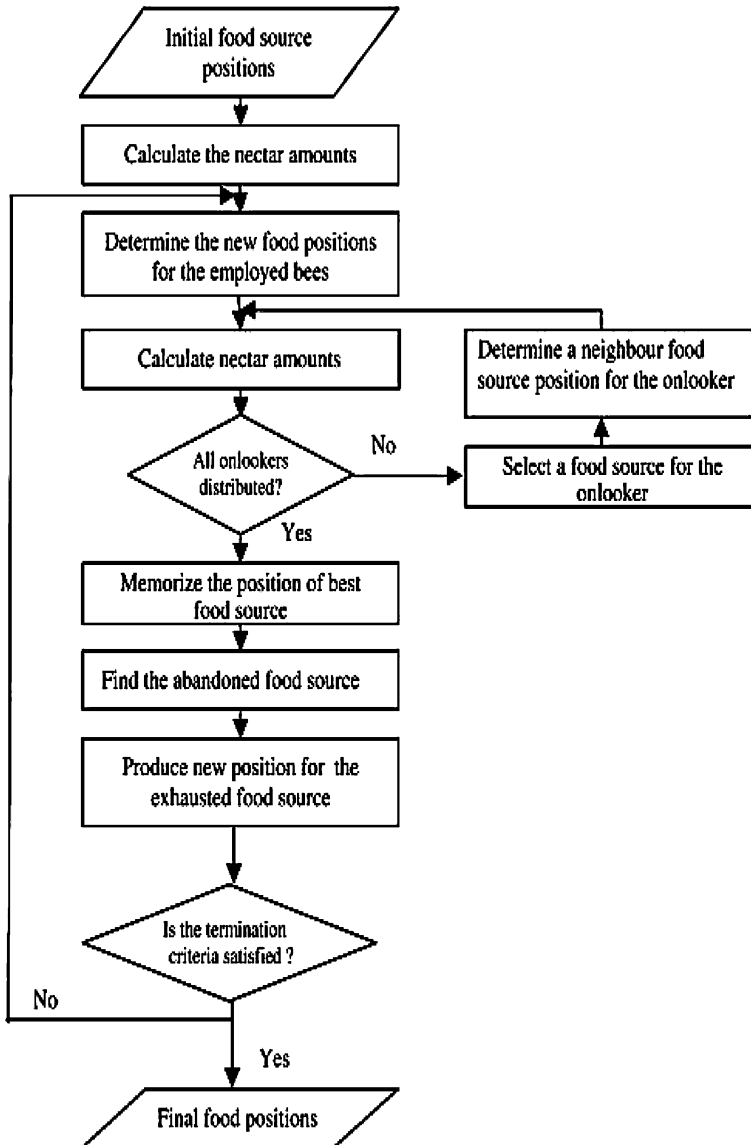 Initial food source
positions
Calculate the nectar amounts
Determine the new food positions
for the employed bees
Calculate nectar amounts
Determine a neighbour food
source position for the onlooker
All onlookers
distributed?
No
Select a food source for the
onlooker
Yes
Memorize the position of best
food source
Find the abandoned food source
Produce new position for the
exhausted food source
Is the termination
criteria satisfied ?
No
Yes
Final food positions